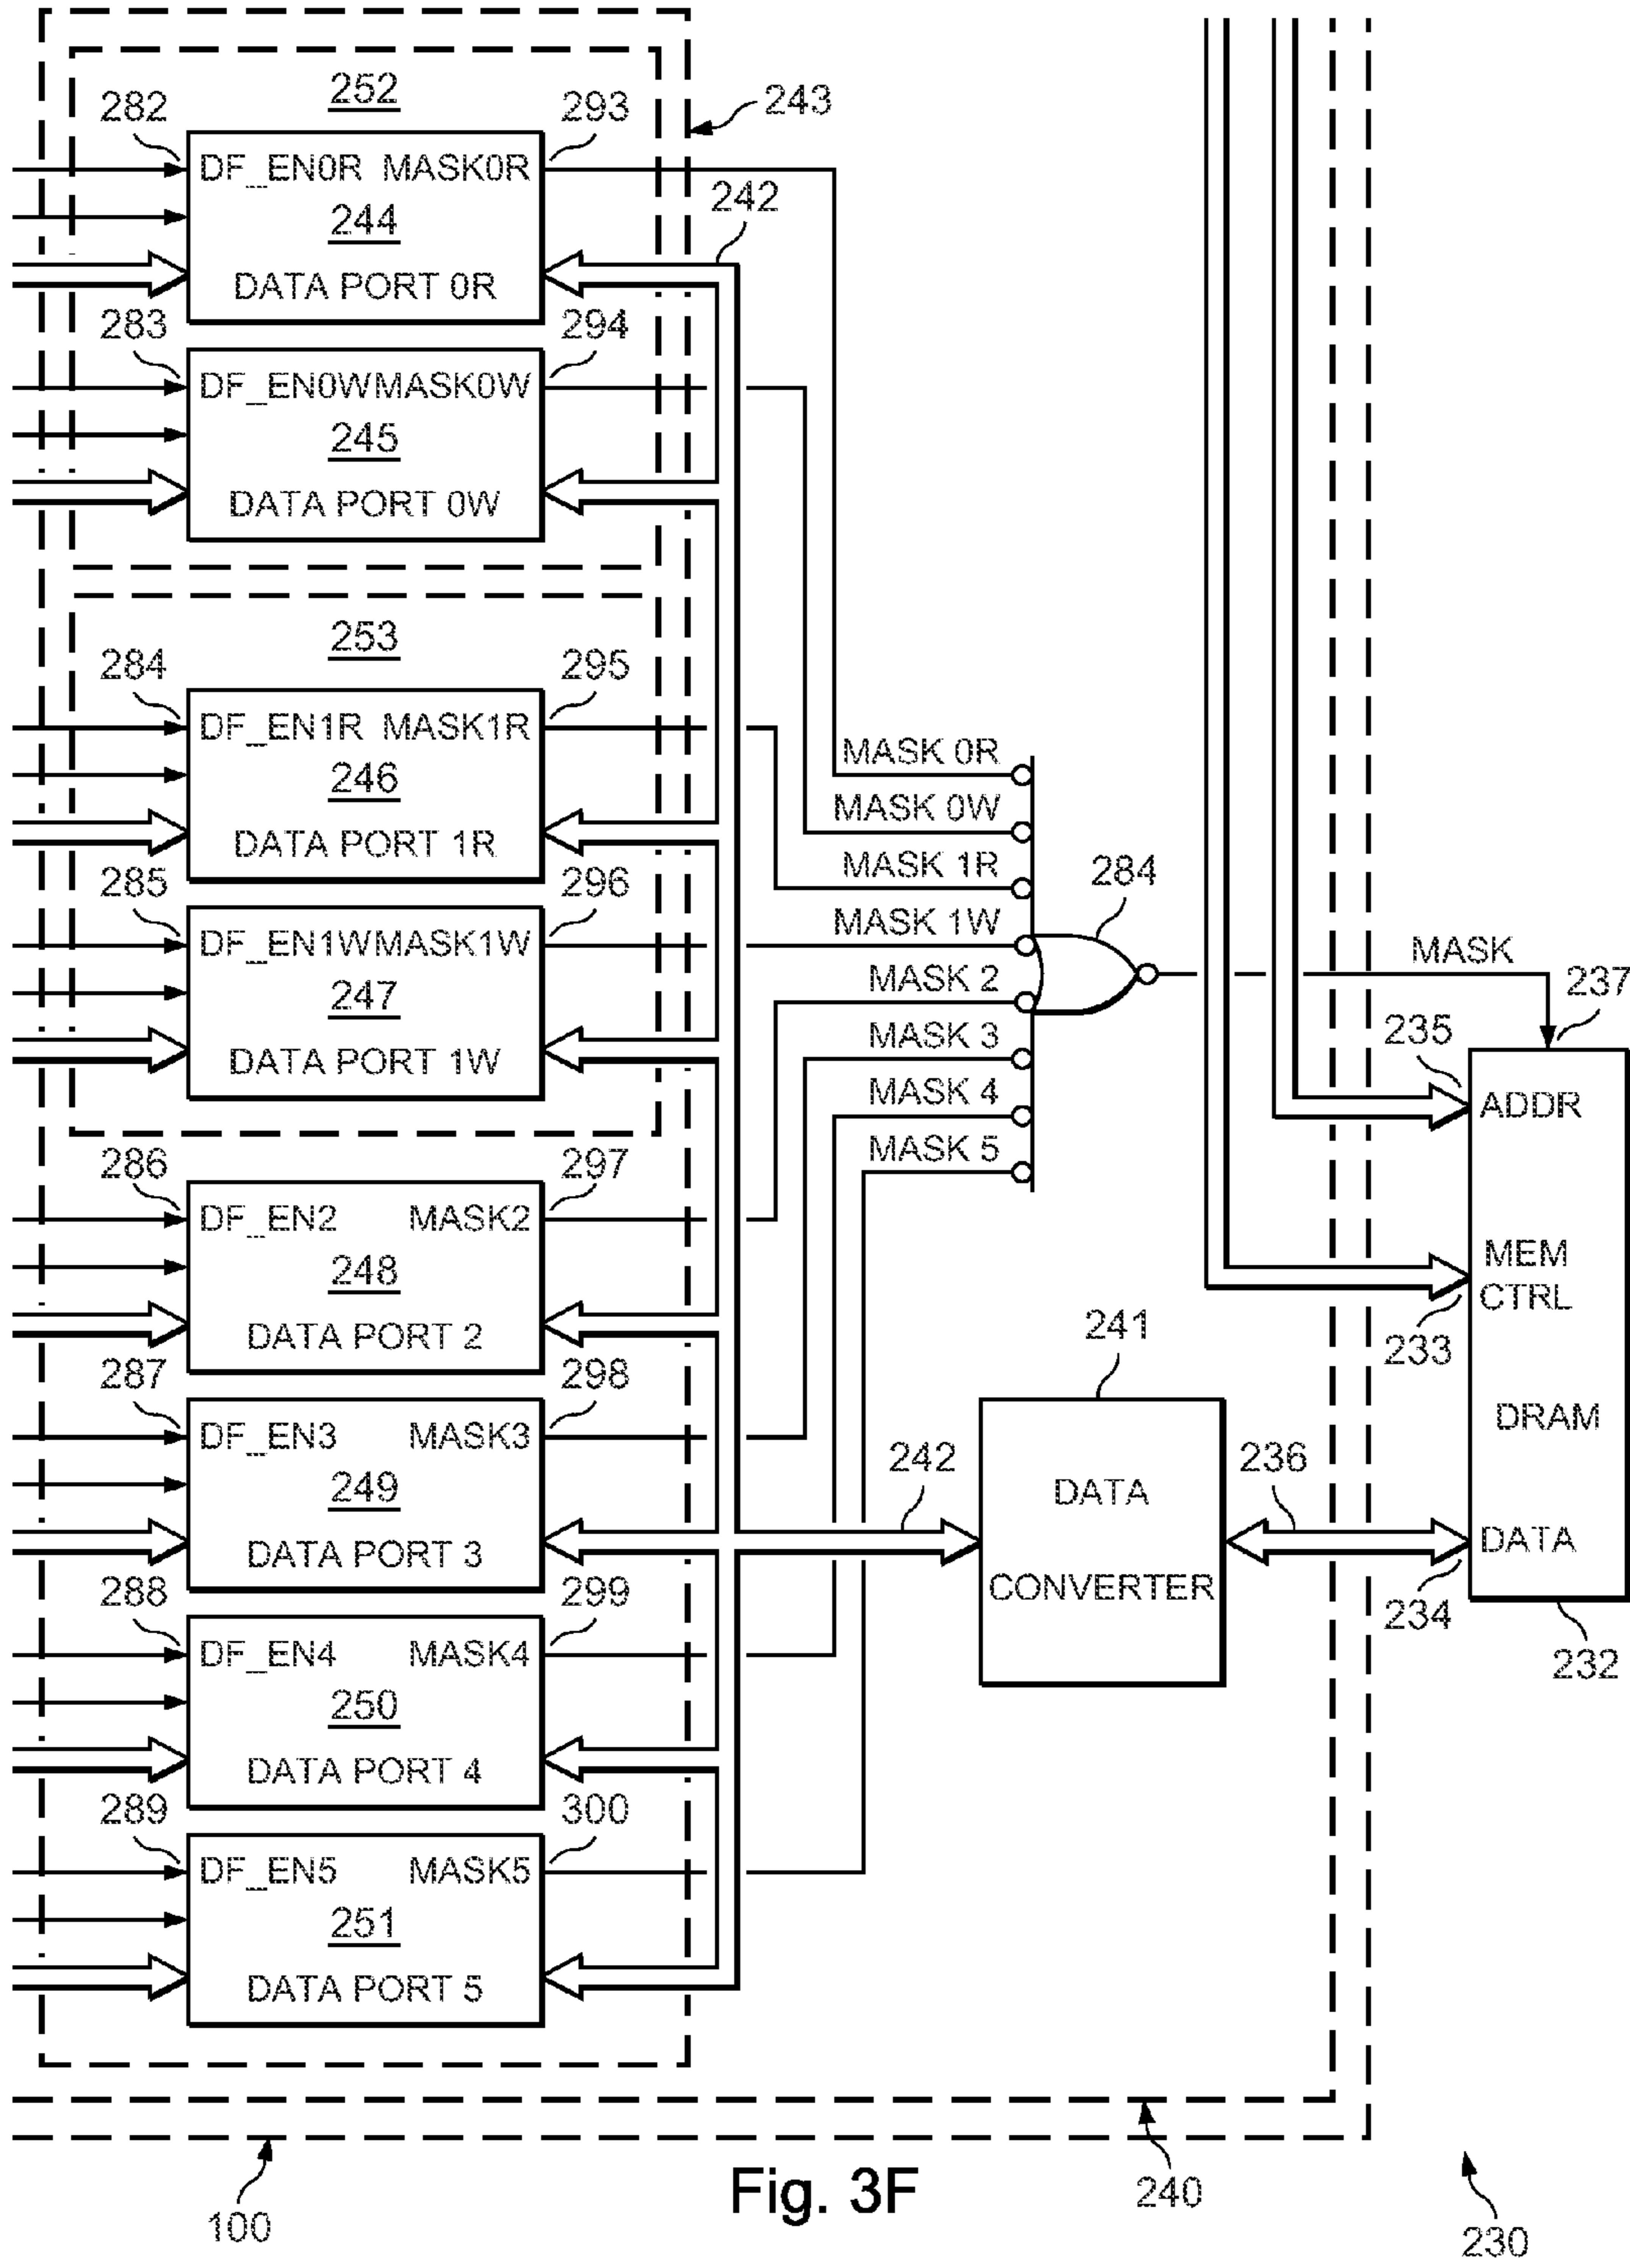 252
282
293
243
DF_EN0R MASK0R
242
244
DATA PORT 0R
283
294
DF_EN0WMASK0W
245
DATA PORT 0W
253
284
295
DF_EN1R MASK1R
246
DATA PORT 1R
285
296
DF_EN1WMASK1W
247
DATA PORT 1W
MASK 0R
MASK 0W
MASK 1R
MASK 1W
MASK 2
MASK 3
MASK 4
MASK 5
284
MASK
237
235
ADDR
MEM
CTRL
233
DRAM
DATA
234
232
286
297
DF_EN2 MASK2
248
DATA PORT 2
287
298
DF_EN3 MASK3
249
DATA PORT 3
241
242
DATA
CONVERTER
236
288
299
DF_EN4 MASK4
250
DATA PORT 4
289
300
DF_EN5 MASK5
251
DATA PORT 5
100
Fig. 3F
240
230